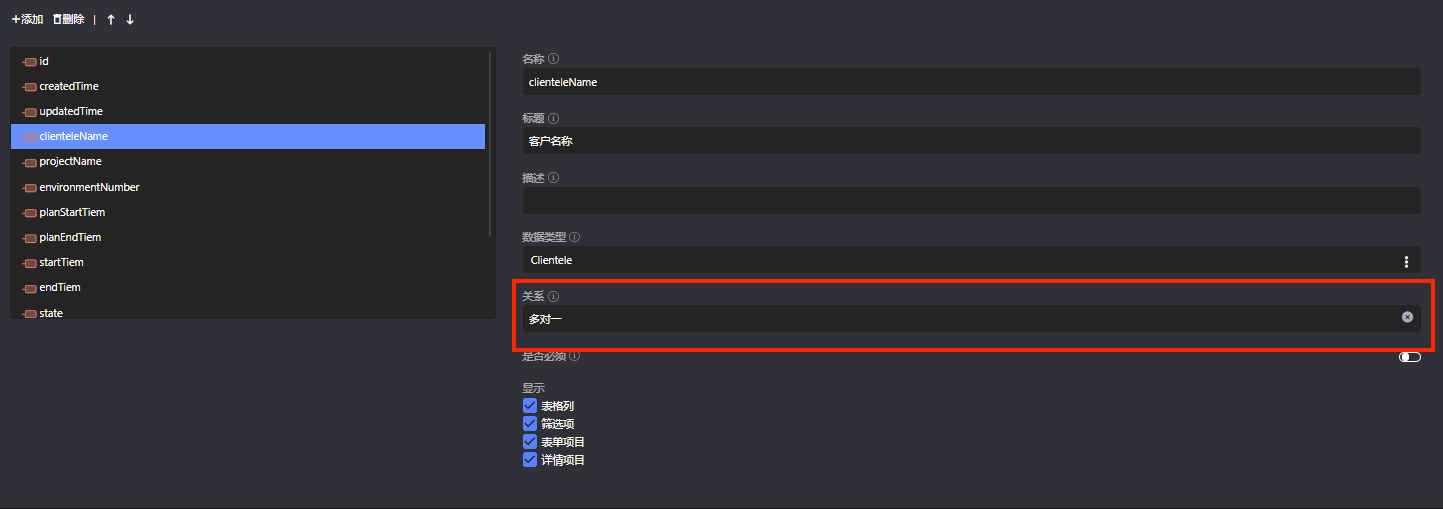 +添加 删除 | ↑ ↓
id
createdTime
updatedTime
clienteleName
projectName
environmentNumber
planStartTiem
planEndTiem
startTiem
endTiem
state
名称
clienteleName
标题
客户名称
描述
数据类型
Clientele
关系
多对一
是否必须
显示
表格列
筛选项
表单项目
详情项目